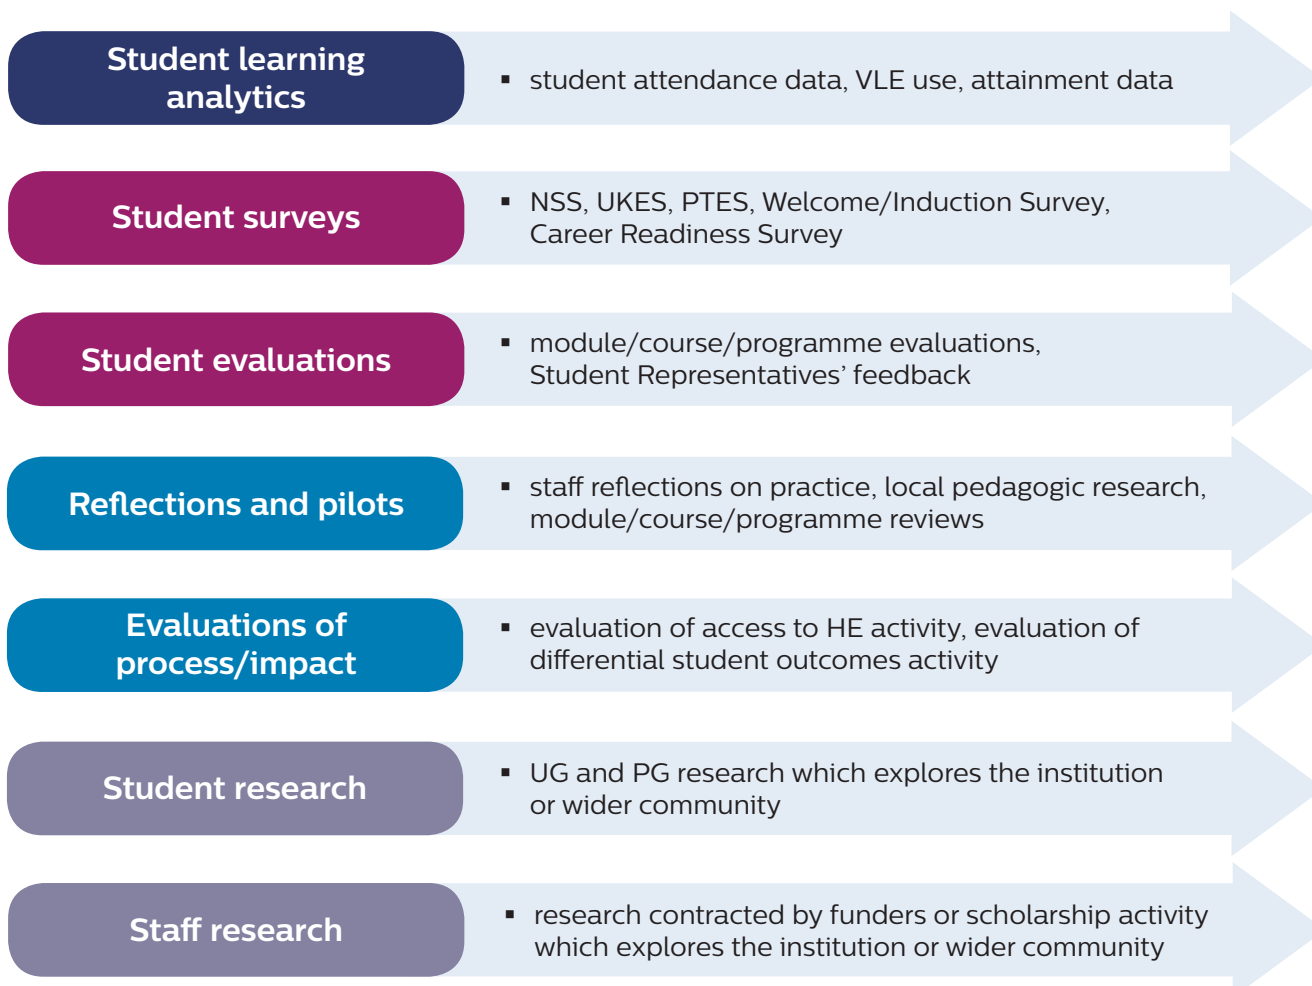 Student learning
analytics
▪ student attendance data, VLE use, attainment data
Student surveys
▪ NSS, UKES, PTES, Welcome/Induction Survey,
Career Readiness Survey
Student evaluations
▪ module/course/programme evaluations,
Student Representatives’ feedback
Reflections and pilots
▪ staff reflections on practice, local pedagogic research,
module/course/programme reviews
Evaluations of
process/impact
▪ evaluation of access to HE activity, evaluation of
differential student outcomes activity
Student research
▪ UG and PG research which explores the institution
or wider community
Staff research
▪ research contracted by funders or scholarship activity
which explores the institution or wider community